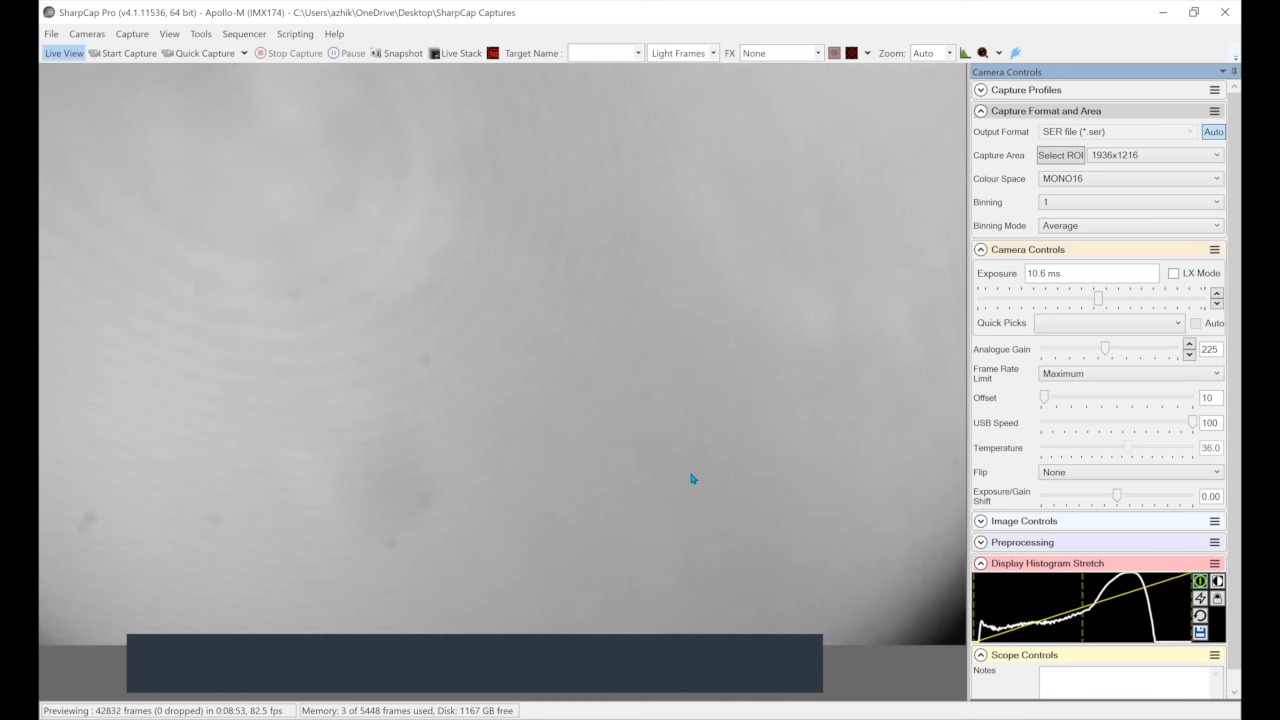 SharpCap Pro (v4.1.11536, 64 bit) - Apollo-M (IMX174) - C:\Users\azhik\OneDrive\Desktop\SharpCap Captures
File Cameras Capture View Tools Sequencer Scripting Help
Live View Start Capture Quick Capture Stop Capture Pause Snapshot Live Stack Target Name : Light Frames FX None Zoom: Auto
Camera Controls
Capture Profiles
Capture Format and Area
Output Format SER file (*.ser) Auto
Capture Area Select ROI 1936x1216
Colour Space MONO16
Binning 1
Binning Mode Average
Camera Controls
Exposure 10.6 ms LX Mode
Quick Picks Auto
Analogue Gain 225
Frame Rate Limit Maximum
Offset 10
USB Speed 100
Temperature 36.0
Flip None
Exposure/Gain Shift 0.00
Image Controls
Preprocessing
Display Histogram Stretch
Scope Controls
Notes
Previewing : 42832 frames (0 dropped) in 0:08:53, 82.5 fps Memory: 3 of 5448 frames used, Disk: 1167 GB free